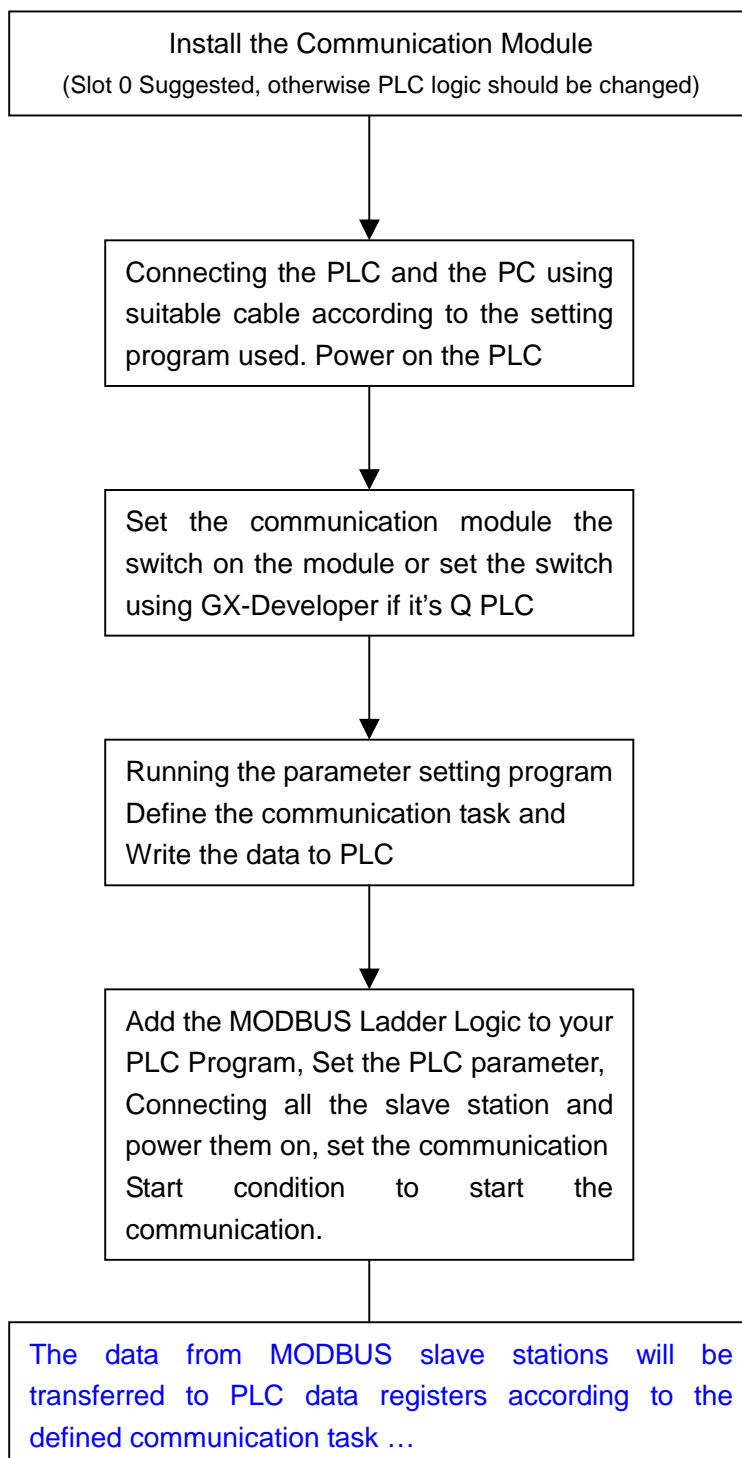 Install the Communication Module
(Slot 0 Suggested, otherwise PLC logic should be changed)
Connecting the PLC and the PC using
suitable cable according to the setting
program used. Power on the PLC
Set the communication module the
switch on the module or set the switch
using GX-Developer if it's Q PLC
Running the parameter setting program
Define the communication task and
Write the data to PLC
Add the MODBUS Ladder Logic to your
PLC Program, Set the PLC parameter,
Connecting all the slave station and
power them on, set the communication
Start condition to start the
communication.
The data from MODBUS slave stations will be
transferred to PLC data registers according to the
defined communication task …